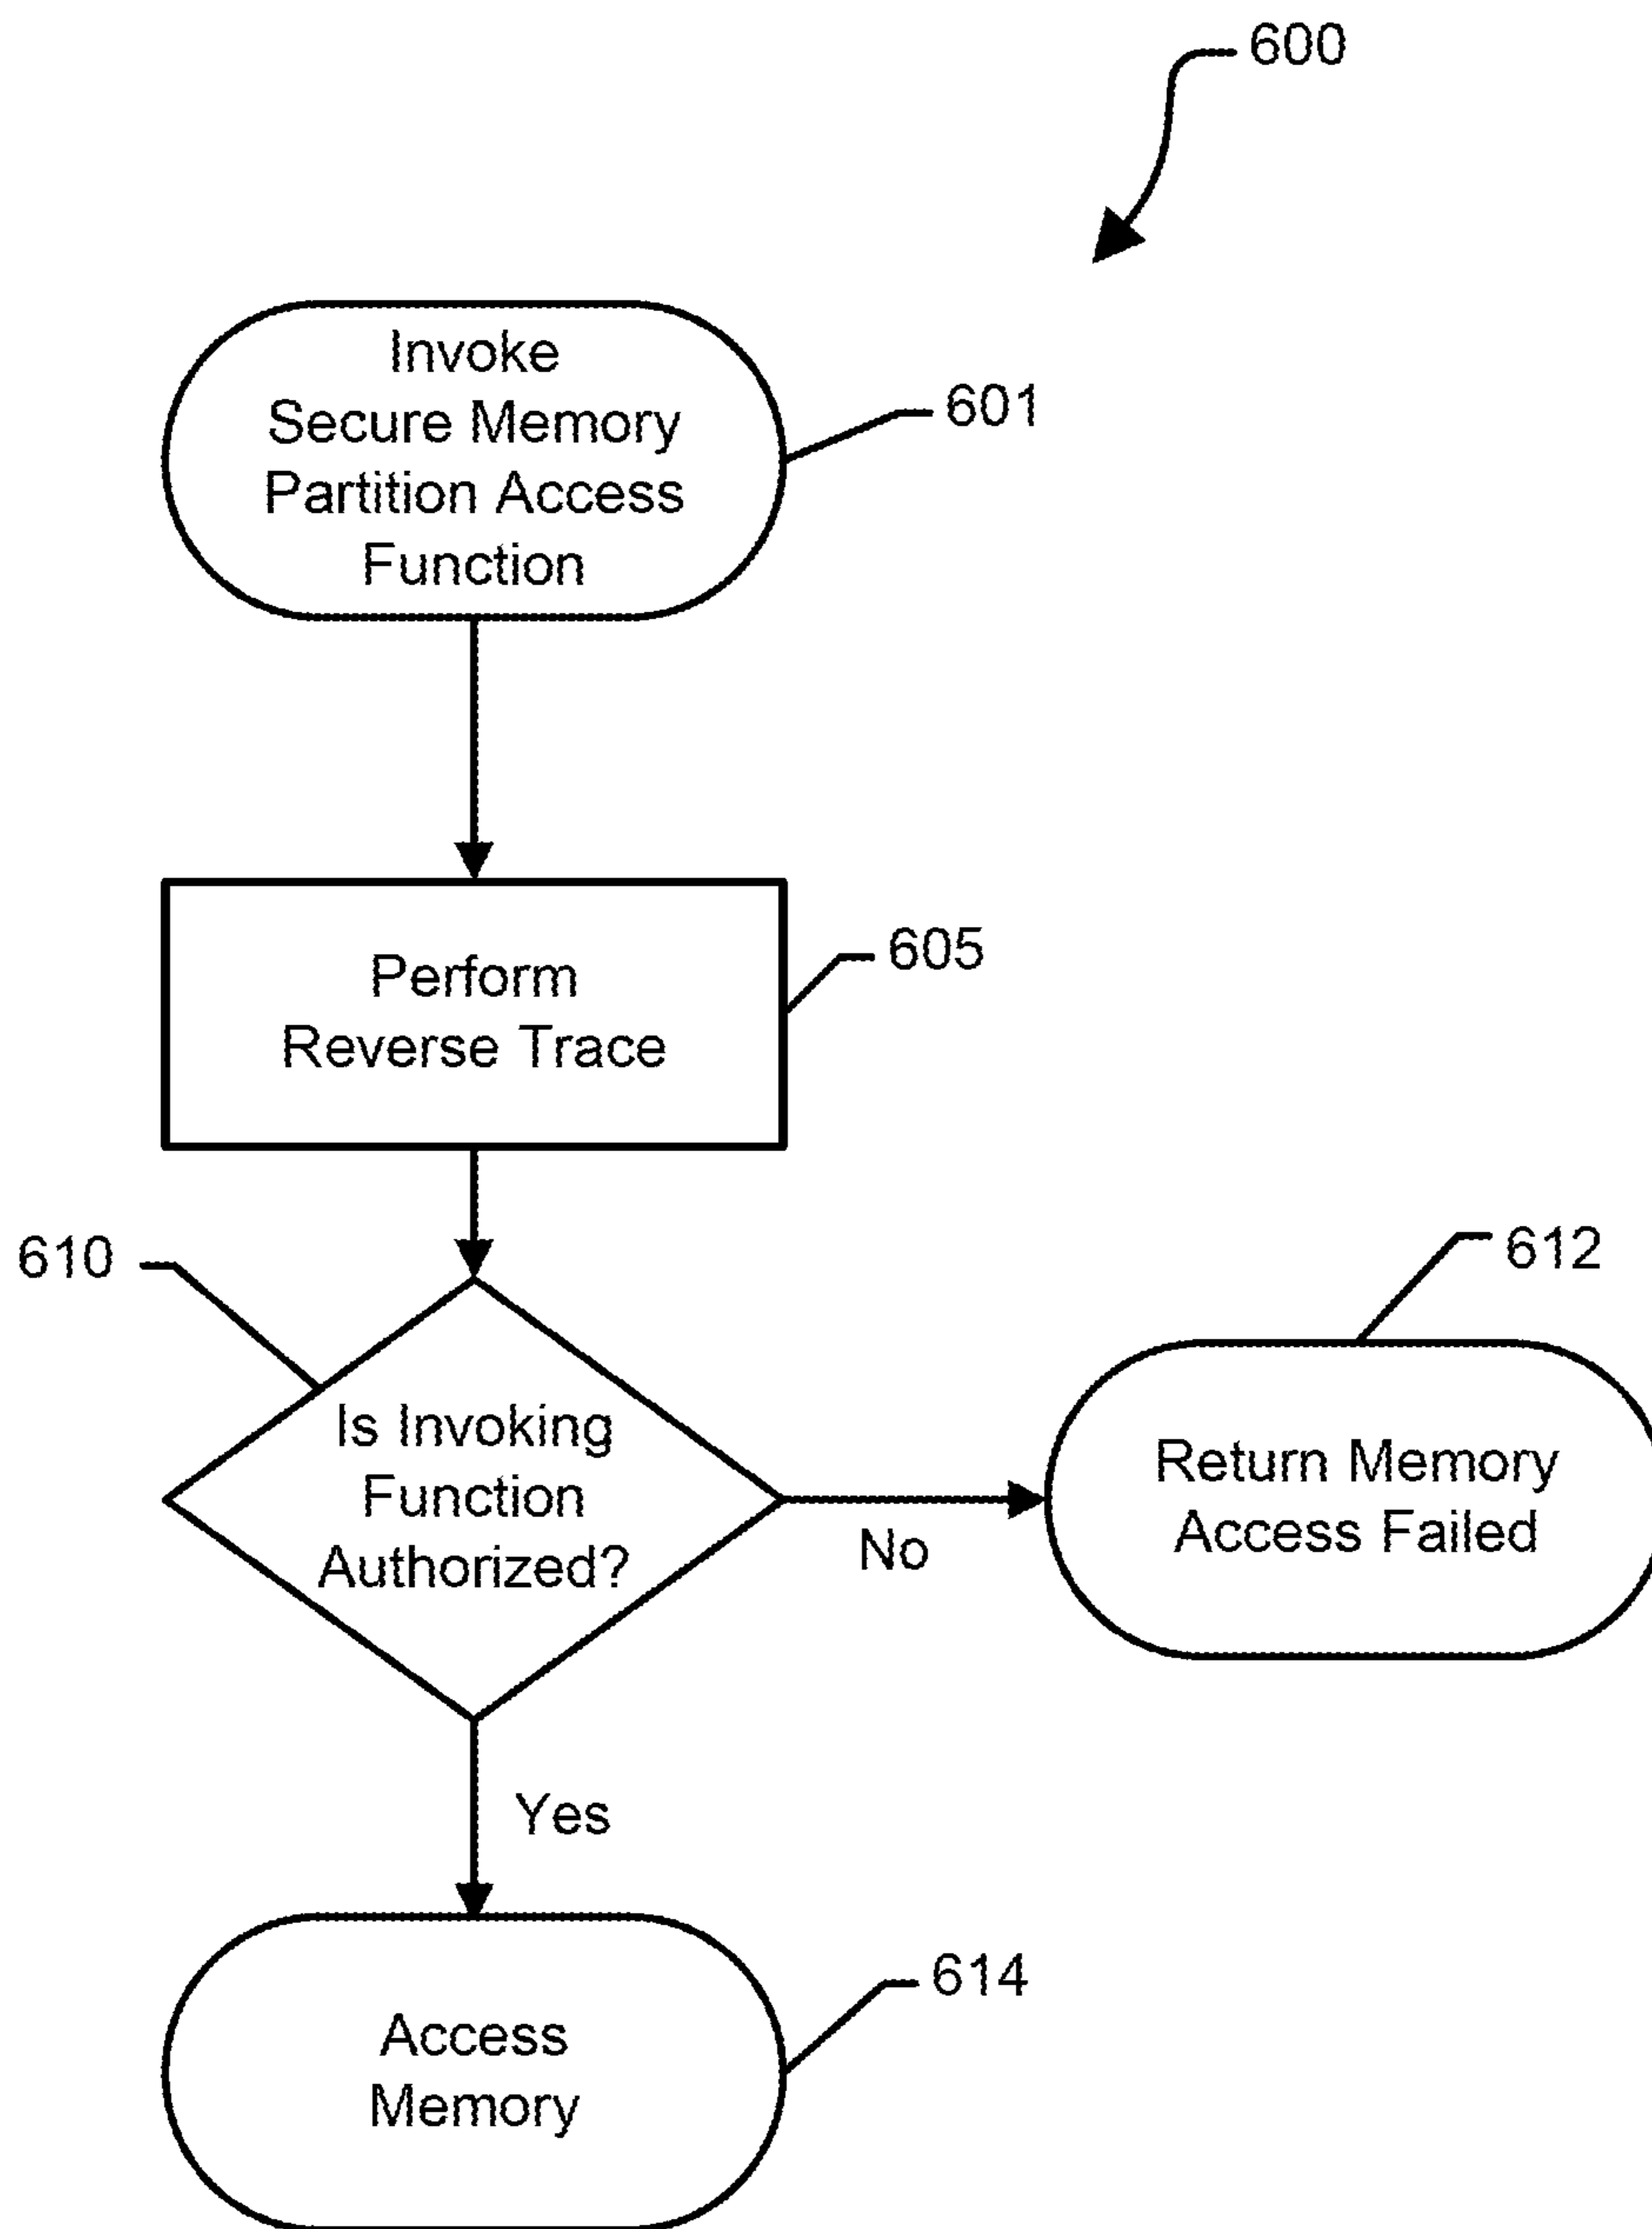 600
Invoke
Secure Memory
Partition Access
Function
601
Perform
Reverse Trace
605
610
Is Invoking
Function
Authorized?
No
612
Return Memory
Access Failed
Yes
Access
Memory
614